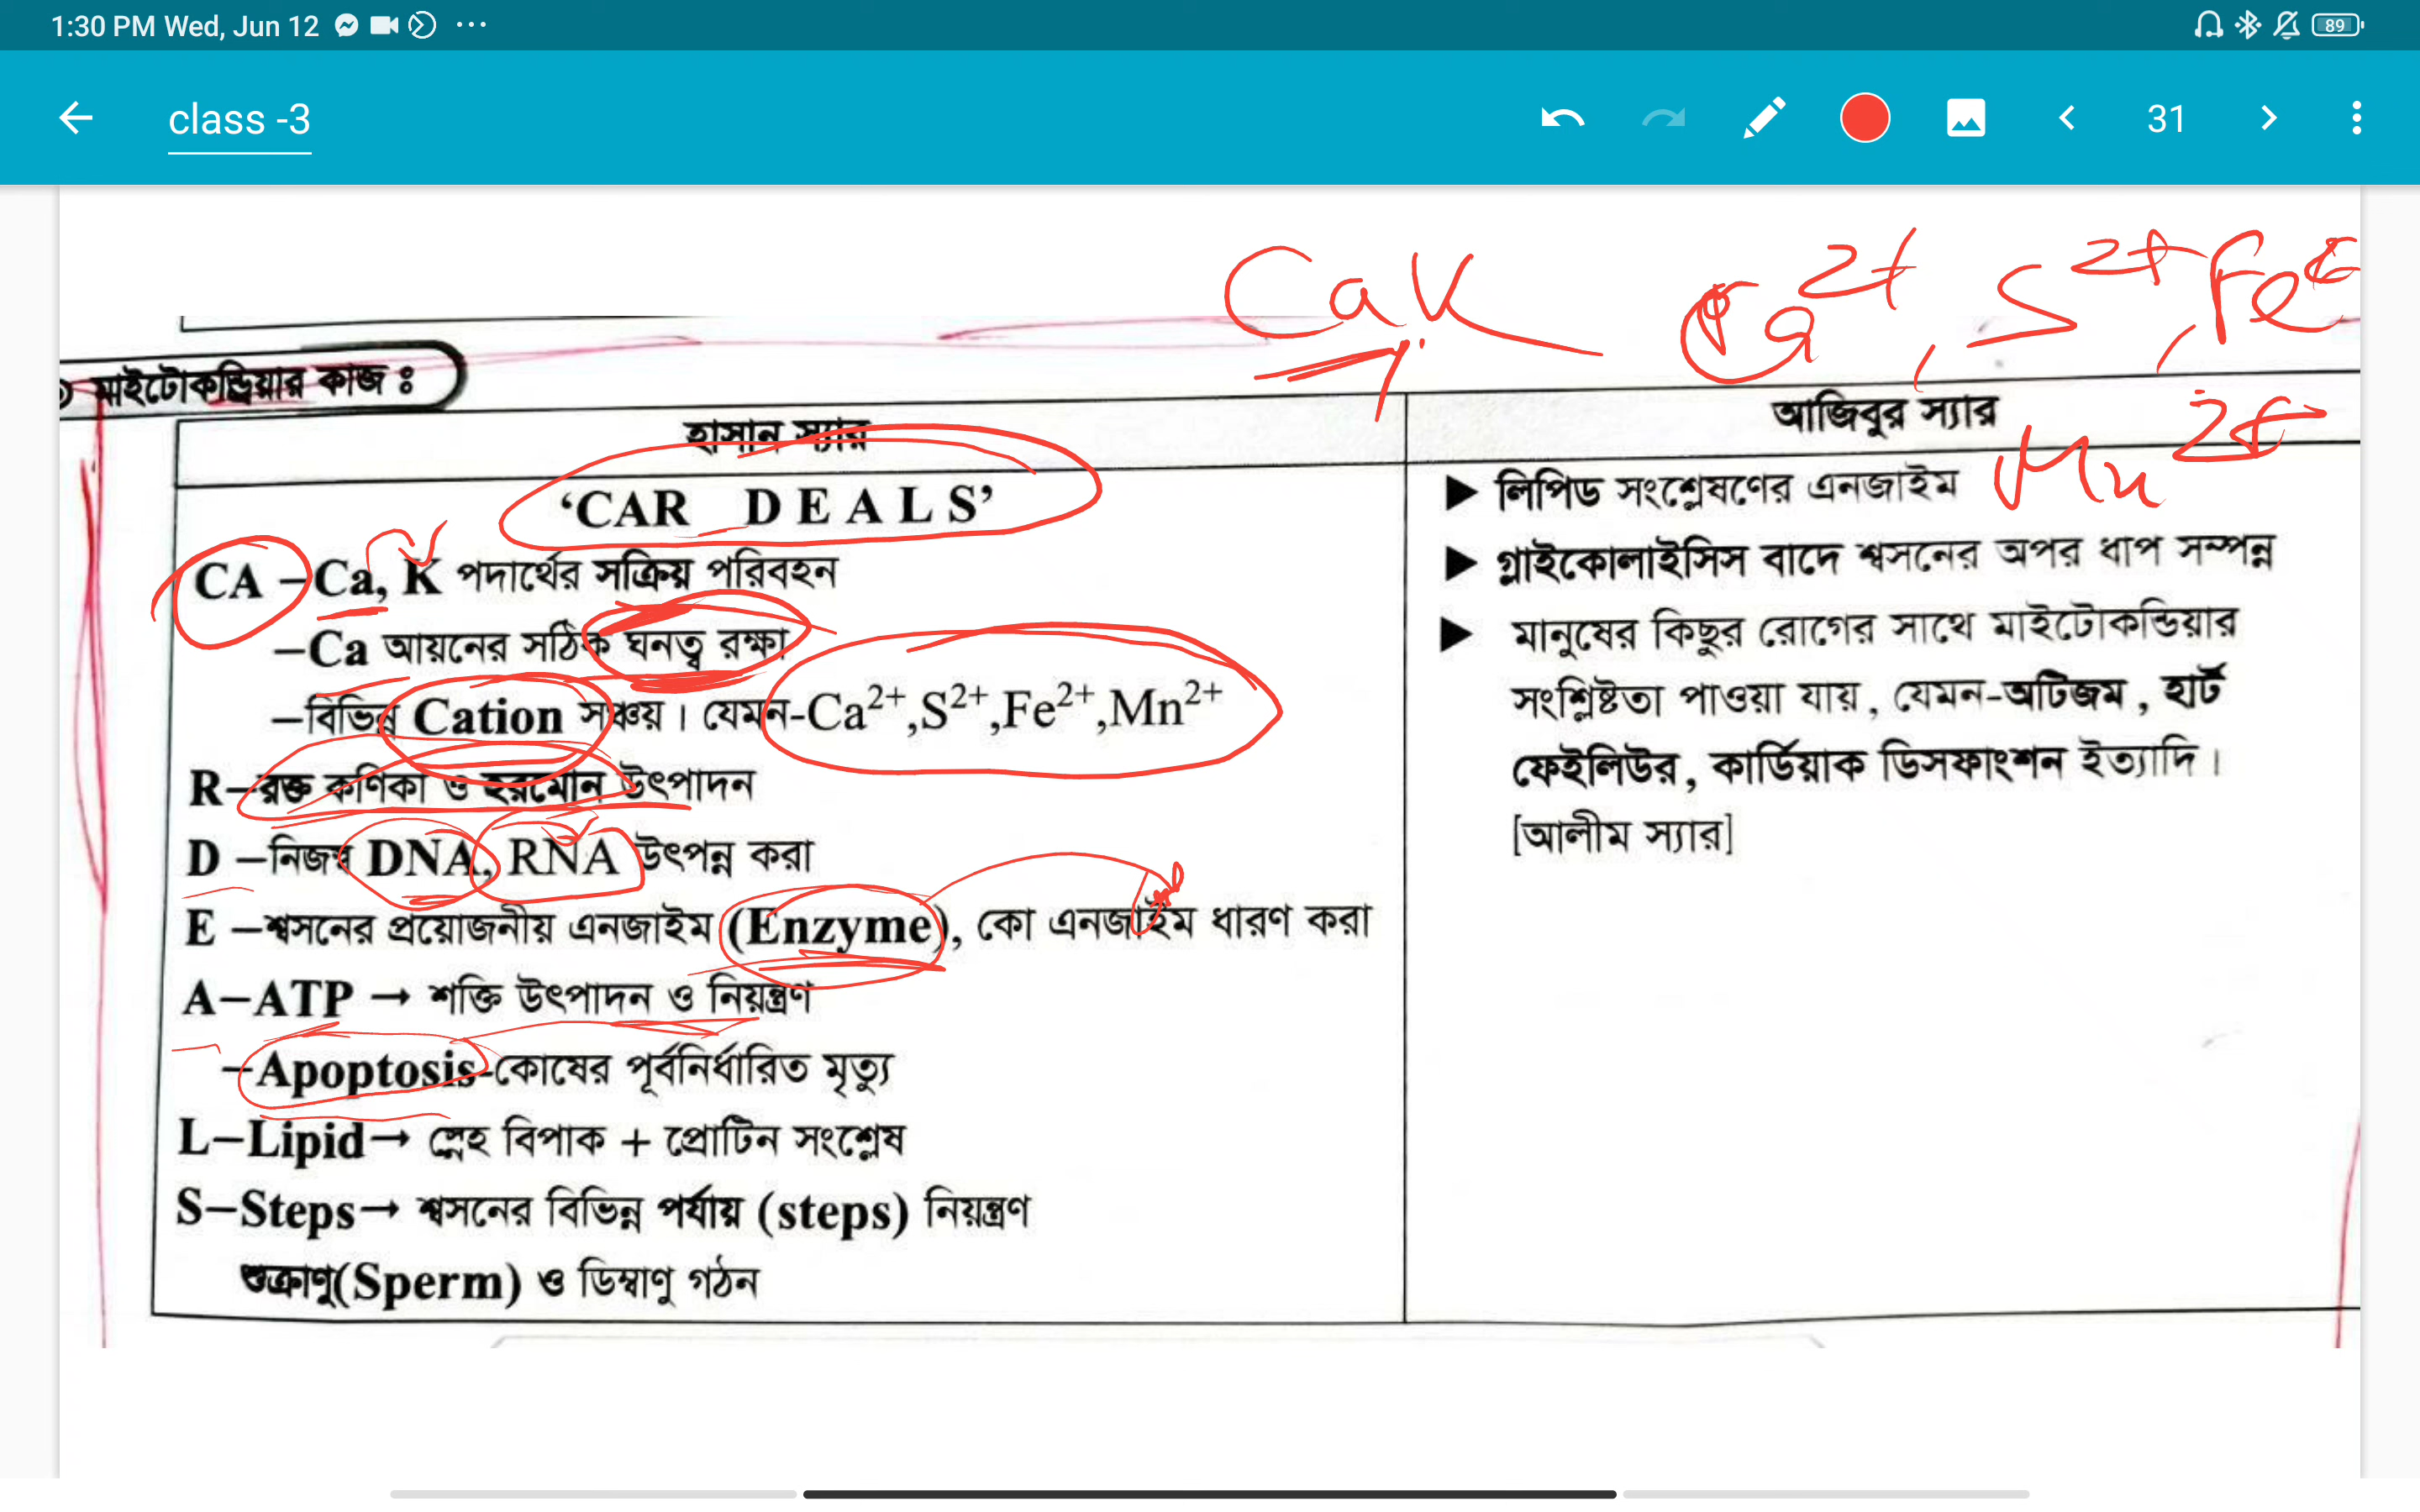 1:30 PM Wed, Jun 12
89
class -3
31
CaK
Ca2+, S2+, Fe
Mn2+
মাইটোকন্ড্রিয়ার কাজ ঃ
হাসান স্যার
‘CAR DEALS’
CA –Ca, K পদার্থের সক্রিয় পরিবহন
–Ca আয়নের সঠিক ঘনত্ব রক্ষা
–বিভিন্ন Cation সঞ্চয়। যেমন-Ca2+,S2+,Fe2+,Mn2+
R–রক্ত কণিকা ও হরমোন উৎপাদন
D –নিজস্ব DNA, RNA উৎপন্ন করা
E –শ্বসনের প্রয়োজনীয় এনজাইম (Enzyme), কো এনজাইম ধারণ করা
A–ATP → শক্তি উৎপাদন ও নিয়ন্ত্রণ
–Apoptosis-কোষের পূর্বনির্ধারিত মৃত্যু
L–Lipid→ স্নেহ বিপাক + প্রোটিন সংশ্লেষ
S–Steps→ শ্বসনের বিভিন্ন পর্যায় (steps) নিয়ন্ত্রণ
শুক্রাণু(Sperm) ও ডিম্বাণু গঠন
আজিবুর স্যার
▶ লিপিড সংশ্লেষণের এনজাইম
▶ গ্লাইকোলাইসিস বাদে শ্বসনের অপর ধাপ সম্পন্ন
▶ মানুষের কিছুর রোগের সাথে মাইটোকন্ডিয়ার
সংশ্লিষ্টতা পাওয়া যায়, যেমন-অটিজম, হার্ট
ফেইলিউর, কার্ডিয়াক ডিসফাংশন ইত্যাদি।
[আলীম স্যার]